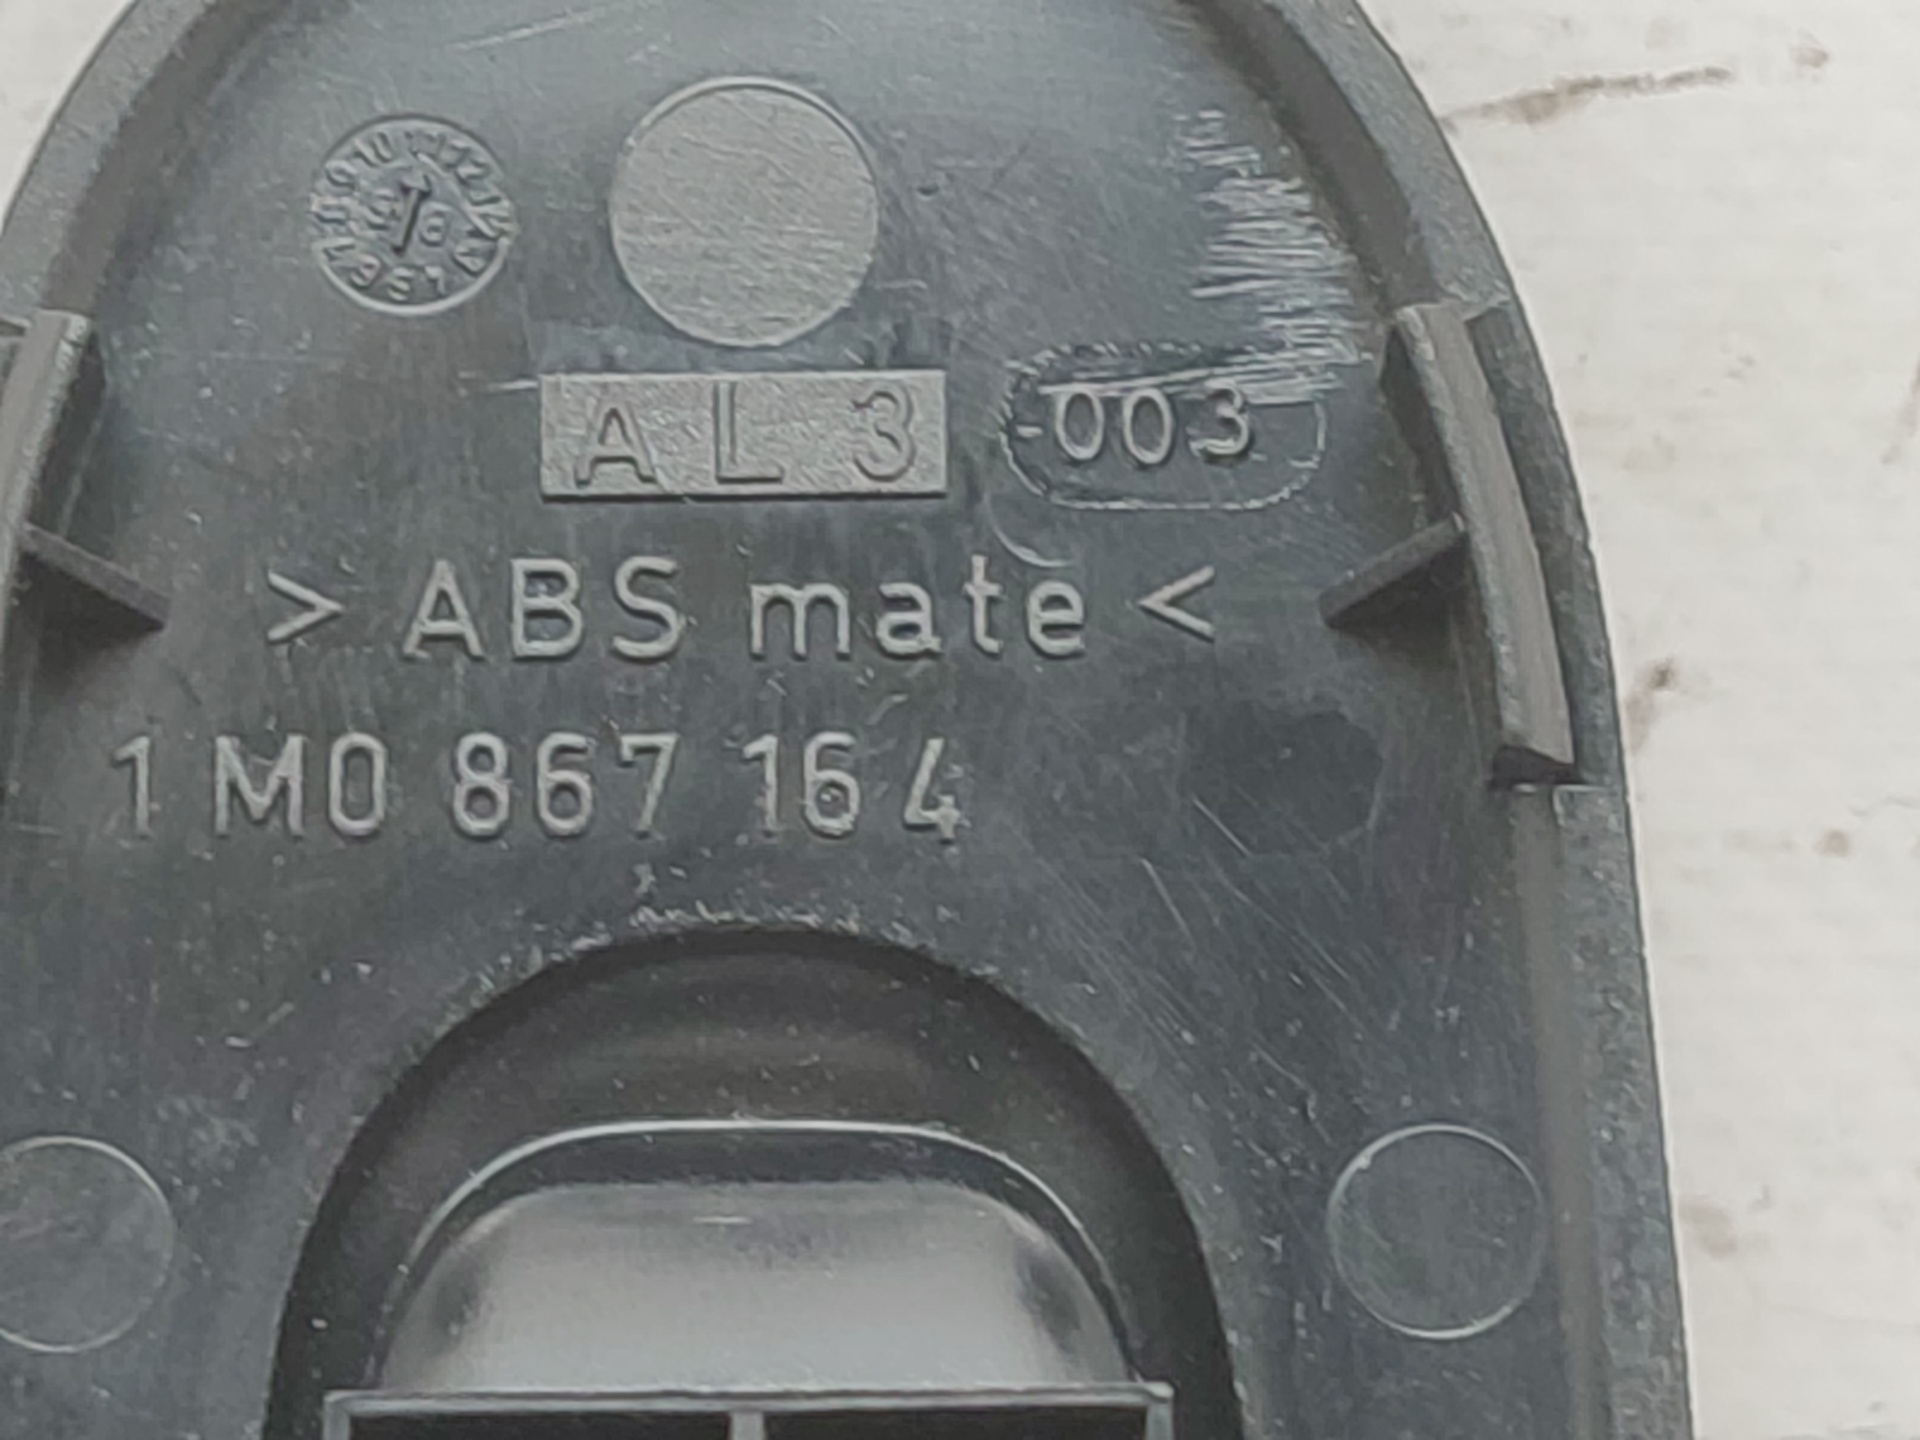 AL3
003
> ABS mate <
1M0 867 164